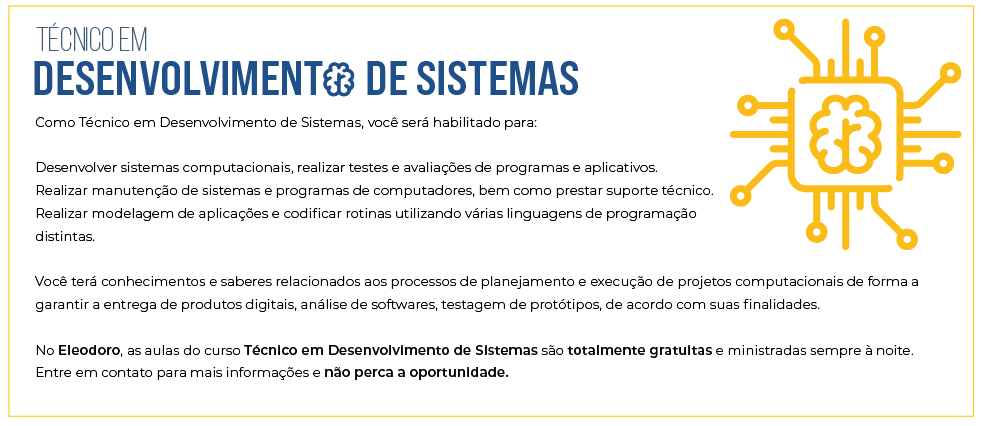 TÉCNICO EM
DESENVOLVIMENTO DE SISTEMAS
Como Técnico em Desenvolvimento de Sistemas, você será habilitado para:
Desenvolver sistemas computacionais, realizar testes e avaliações de programas e aplicativos.
Realizar manutenção de sistemas e programas de computadores, bem como prestar suporte técnico.
Realizar modelagem de aplicações e codificar rotinas utilizando várias linguagens de programação
distintas.
Você terá conhecimentos e saberes relacionados aos processos de planejamento e execução de projetos computacionais de forma a
garantir a entrega de produtos digitais, análise de softwares, testagem de protótipos, de acordo com suas finalidades.
No Eleodoro, as aulas do curso Técnico em Desenvolvimento de Sistemas são totalmente gratuitas e ministradas sempre à noite.
Entre em contato para mais informações e não perca a oportunidade.